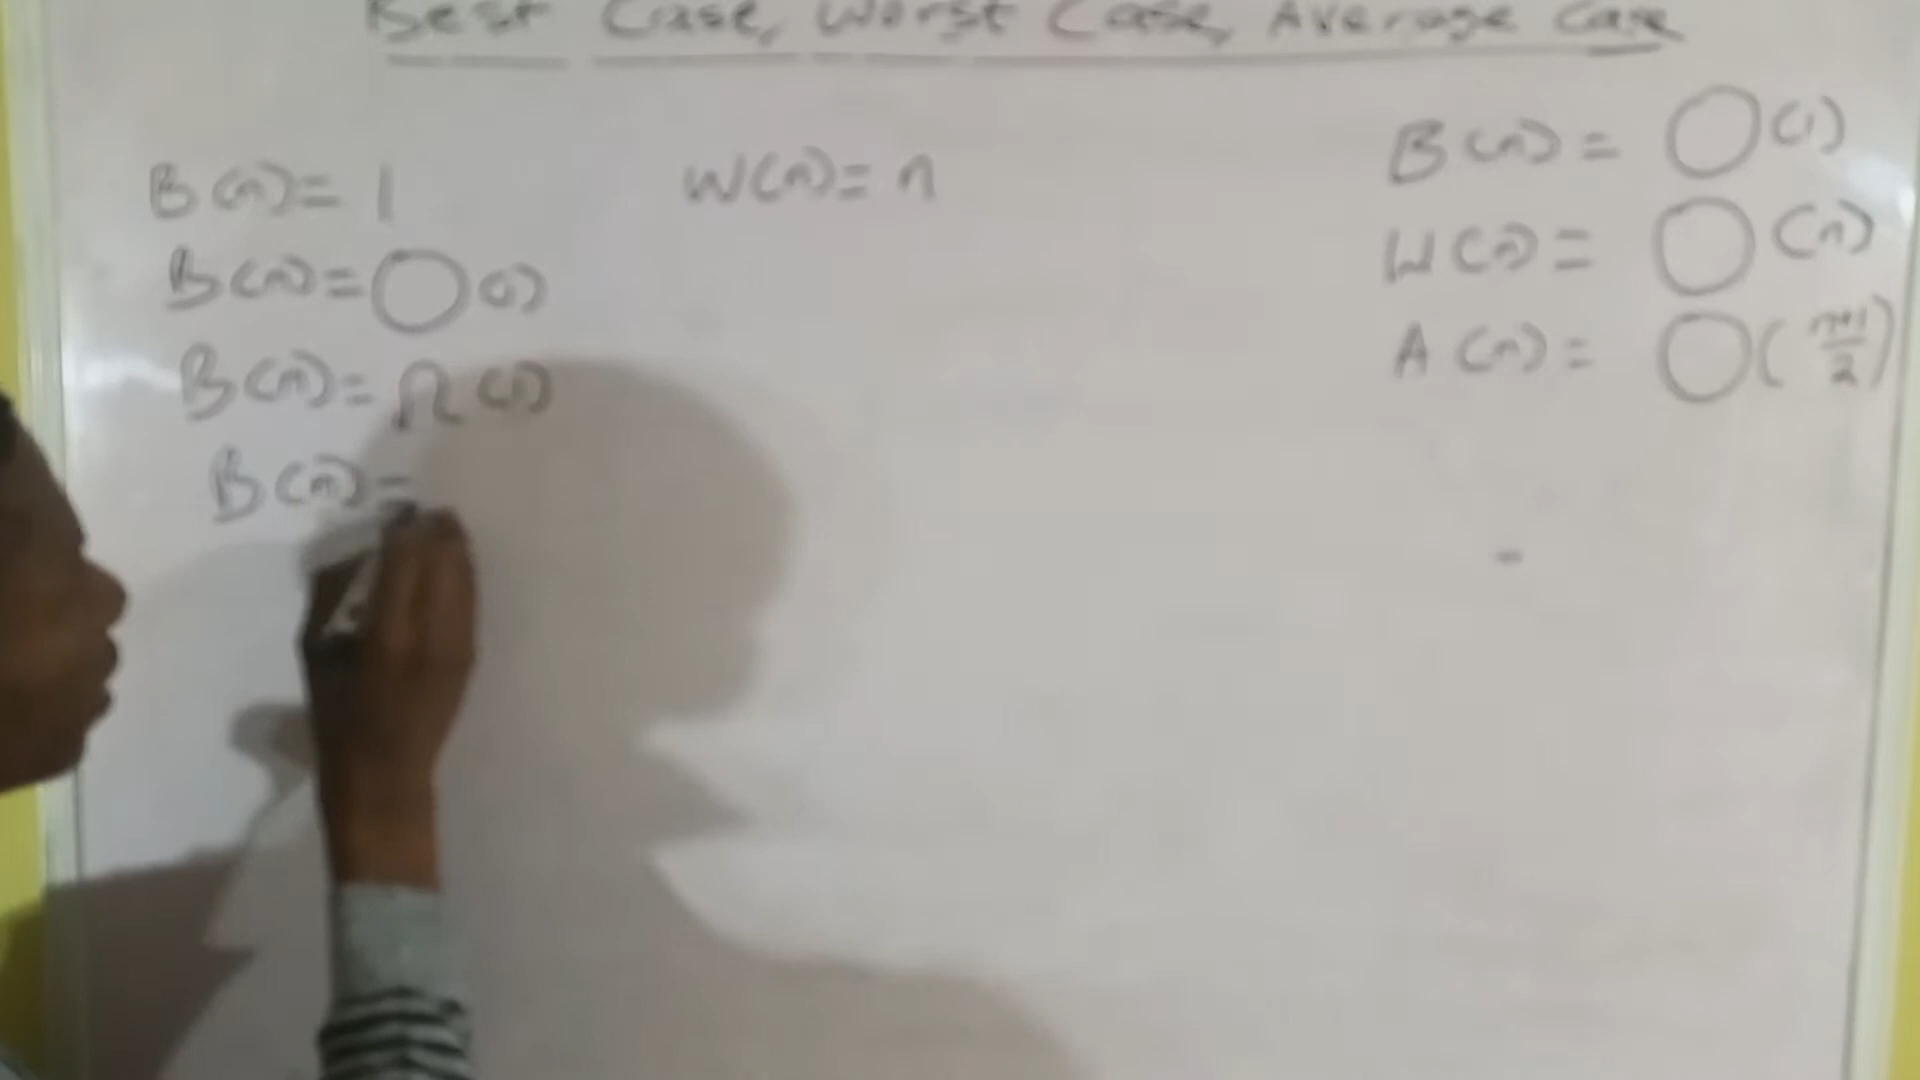 Best Case, Worst Case, Average Case
B(n) = 1
B(n) = O(1)
B(n) = Ω(1)
B(n) =
W(n) = n
B(n) = O(1)
W(n) = O(n)
A(n) = O(n+1/2)